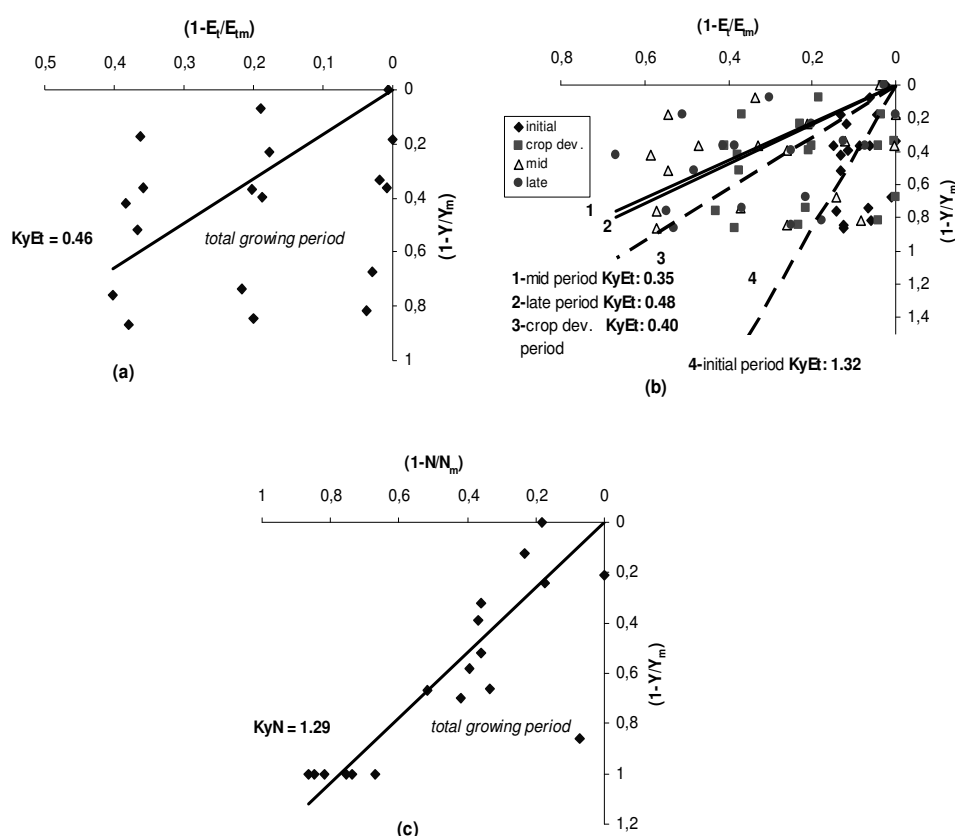 (1-Et/Etm)
0,5 0,4 0,3 0,2 0,1 0
0
0,2
0,4
0,6
0,8
1
(1-Y/Ym)
KyEt = 0.46
total growing period
(a)
(1-Et/Etm)
0,8 0,6 0,4 0,2 0
0
0,2
0,4
0,6
0,8
1
1,2
1,4
(1-Y/Ym)
initial
crop dev.
mid
late
1
2
3
4
1-mid period KyEt: 0.35
2-late period KyEt: 0.48
3-crop dev. KyEt: 0.40
period
4-initial period KyEt: 1.32
(b)
(1-N/Nm)
1 0,8 0,6 0,4 0,2 0
0
0,2
0,4
0,6
0,8
1
1,2
(1-Y/Ym)
KyN = 1.29
total growing period
(c)